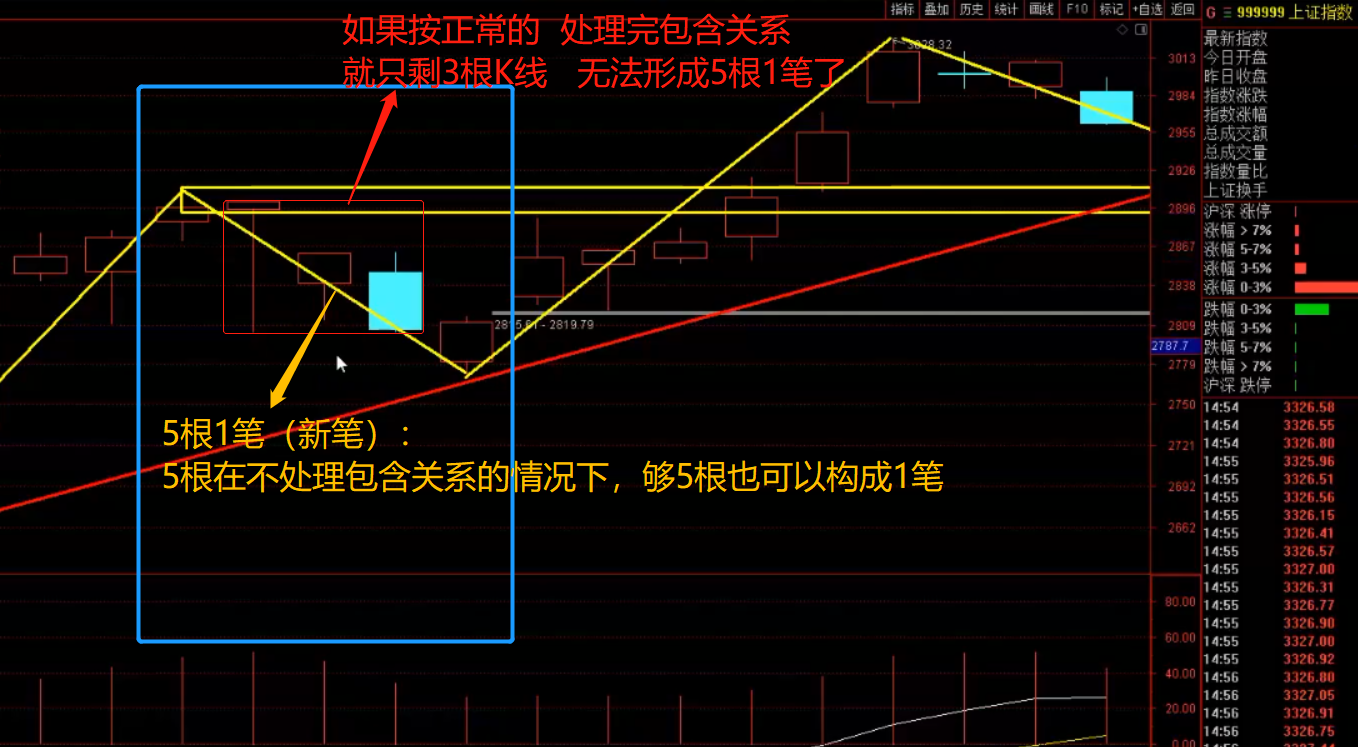 指标 叠加 历史 统计 画线 F10 标记 +自选 返回
G 999999 上证指数
如果按正常的 处理完包含关系
就只剩3根K线 无法形成5根1笔了
3028.32
2819.79
5根1笔（新笔）：
5根在不处理包含关系的情况下，够5根也可以构成1笔
3013
2984
2955
2926
2896
2867
2838
2809
2787.7
2779
2750
2721
2692
2662
80.00
60.00
40.00
20.00
0.00
最新指数
今日开盘
昨日收盘
指数涨跌
指数涨幅
总成交额
总成交量
指数量比
上证换手
沪深 涨停
涨幅 > 7%
涨幅 5-7%
涨幅 3-5%
涨幅 0-3%
跌幅 0-3%
跌幅 3-5%
跌幅 5-7%
跌幅 > 7%
沪深 跌停
14:54 3326.58
14:54 3326.55
14:54 3326.80
14:55 3325.96
14:55 3326.51
14:55 3326.56
14:55 3326.15
14:55 3326.41
14:55 3326.57
14:55 3327.00
14:55 3326.31
14:55 3326.77
14:55 3326.90
14:55 3327.00
14:55 3326.92
14:56 3326.80
14:56 3327.05
14:56 3326.91
14:56 3326.75